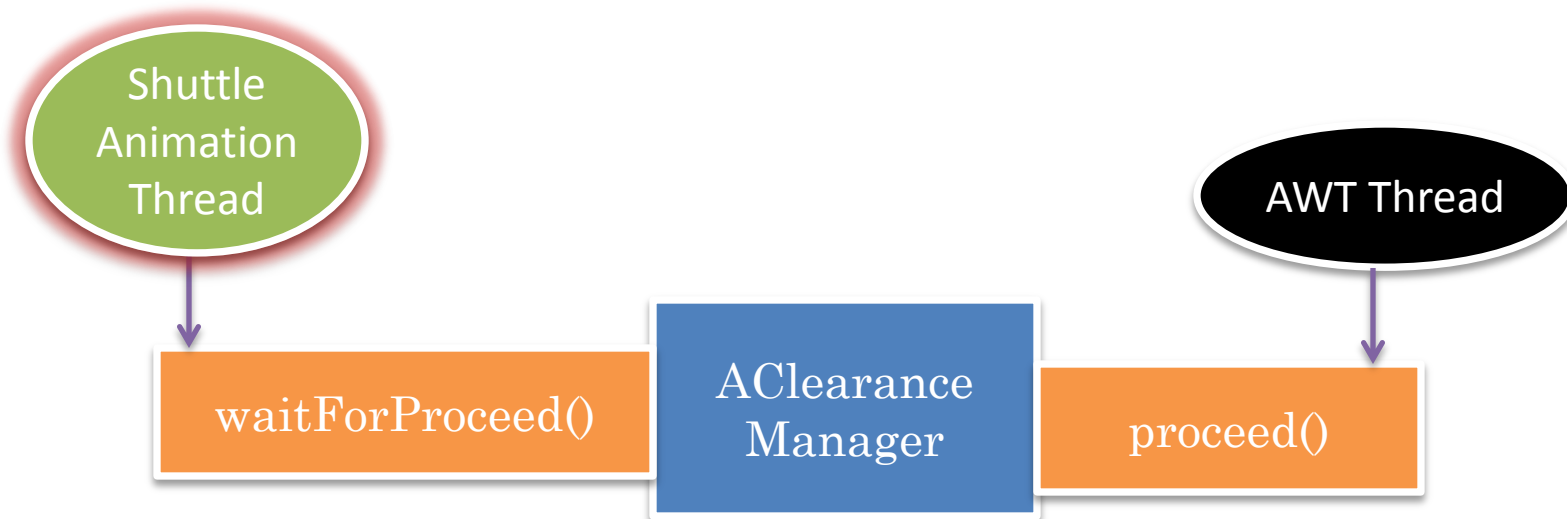 Shuttle
Animation
Thread
AWT Thread
waitForProceed()
AClearance
Manager
proceed()